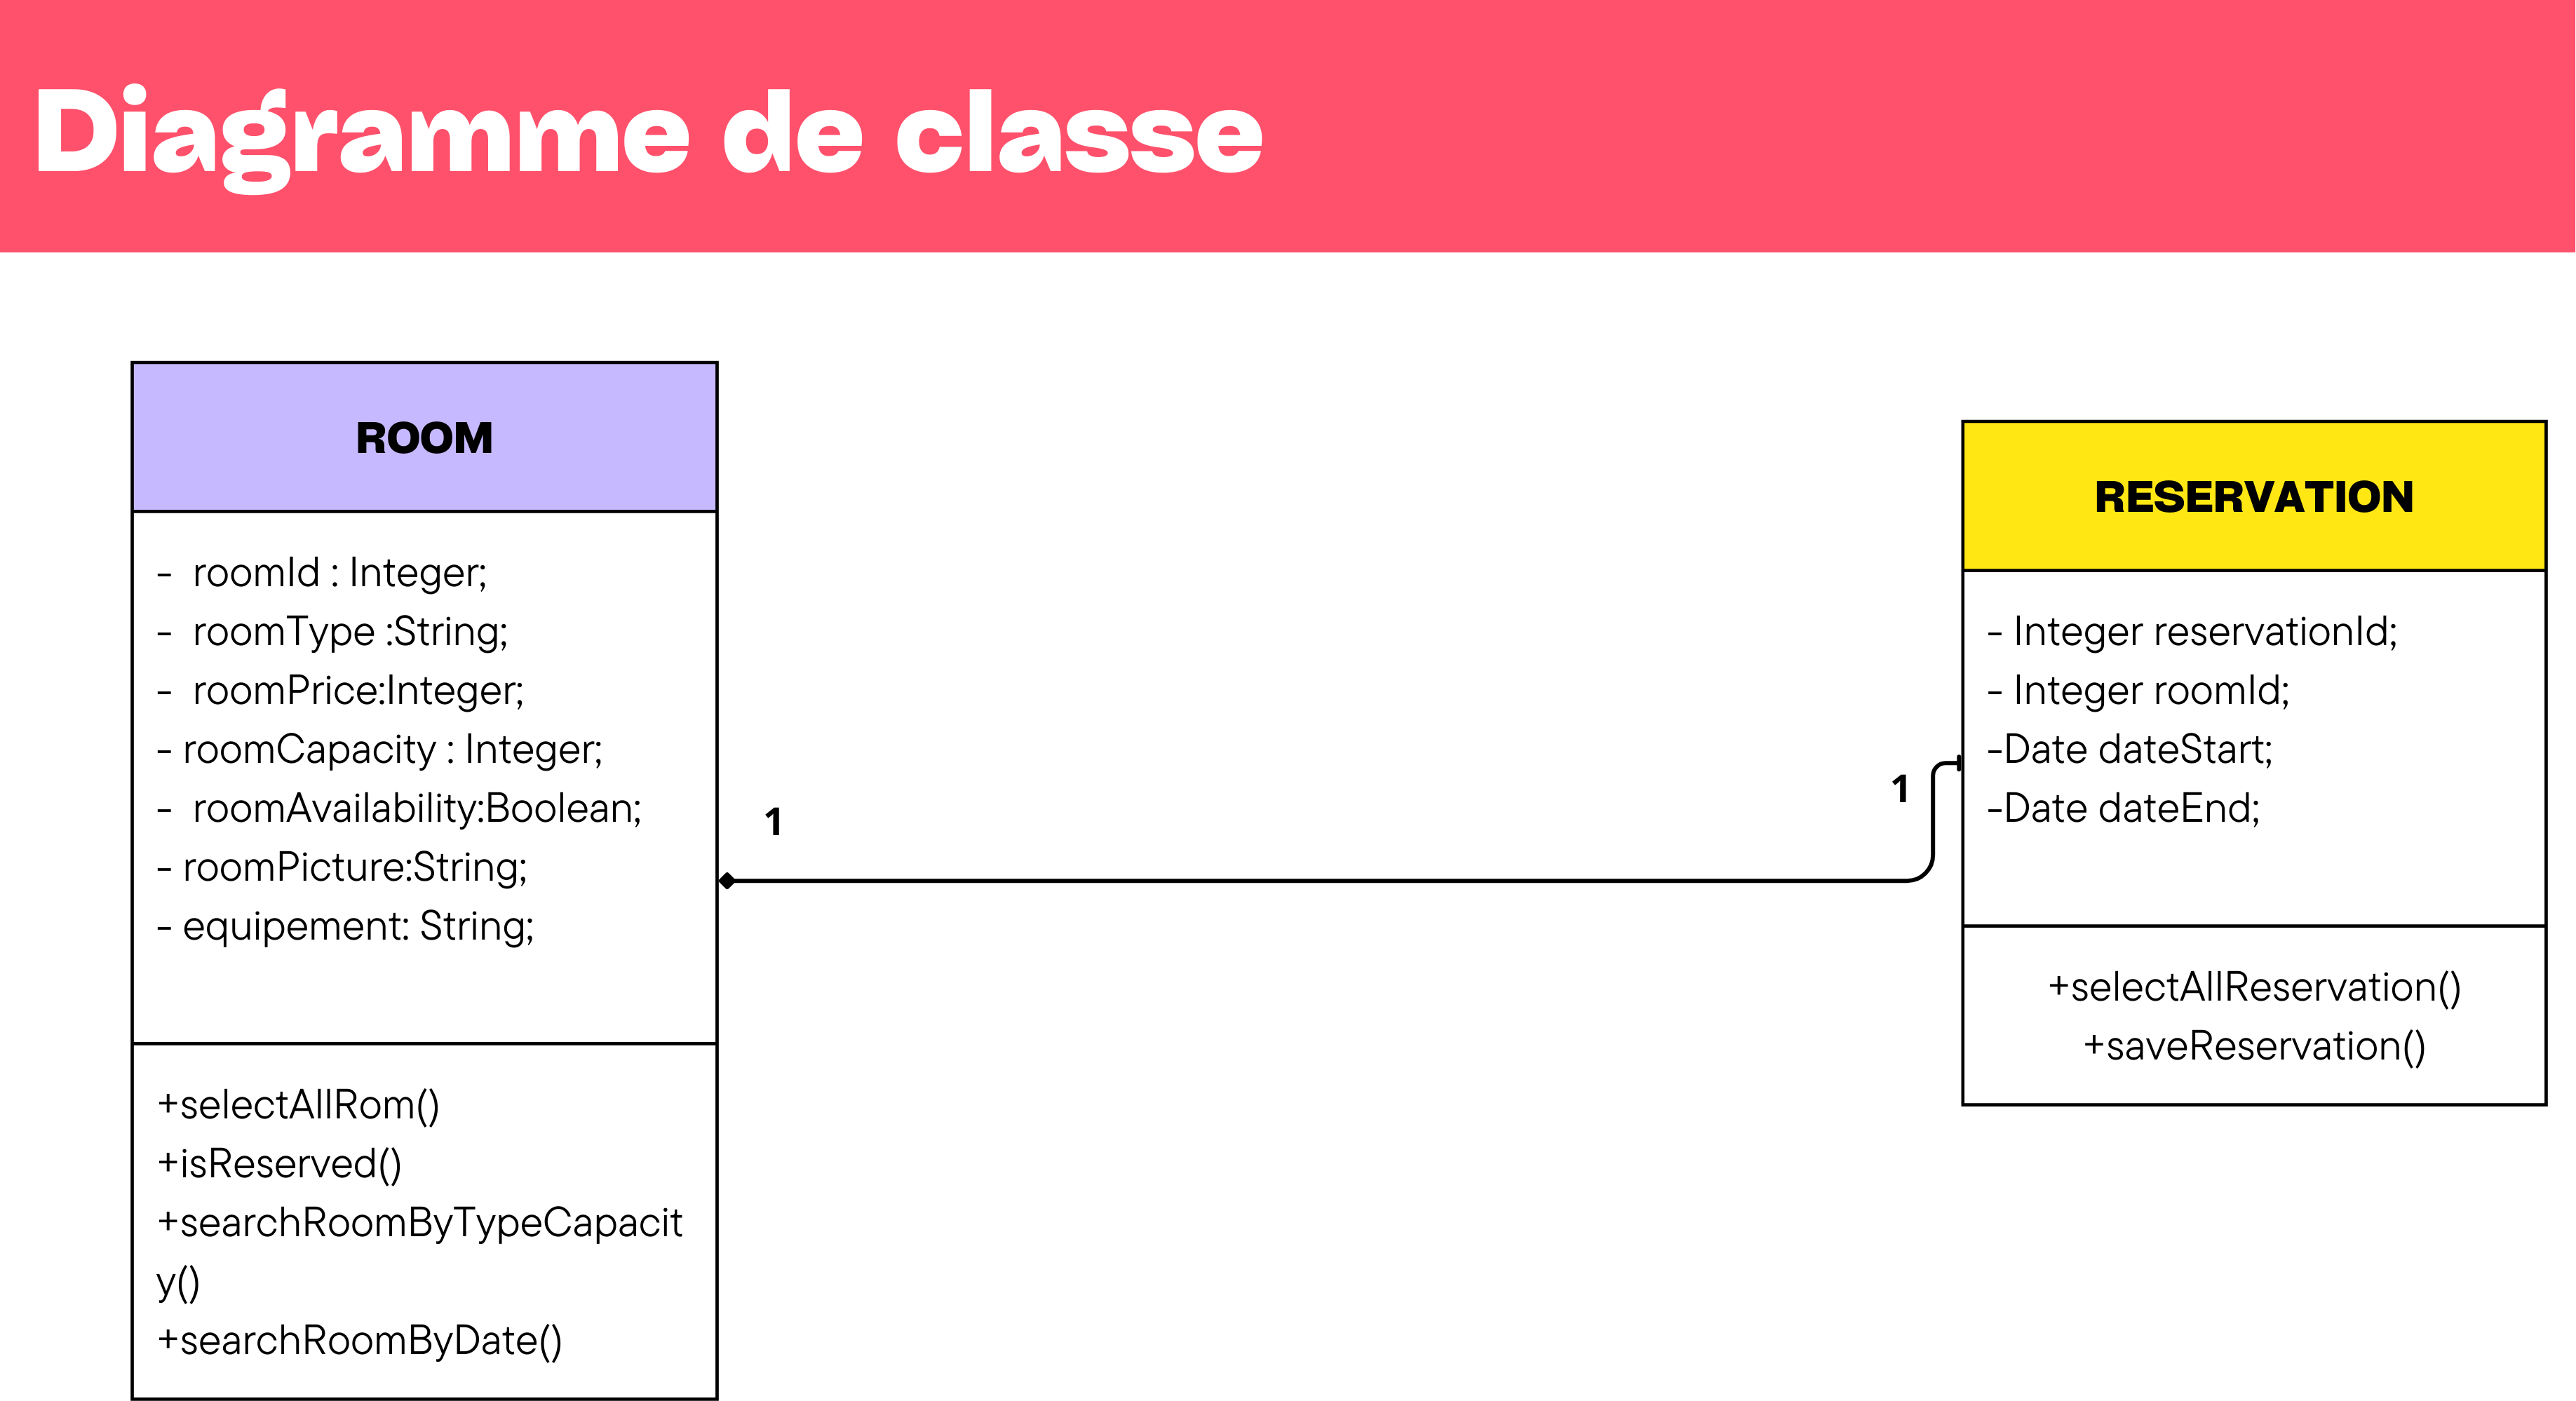 Diagramme de classe
ROOM
- roomId : Integer;
- roomType :String;
- roomPrice:Integer;
- roomCapacity : Integer;
- roomAvailability:Boolean;
- roomPicture:String;
- equipement: String;
+selectAllRom()
+isReserved()
+searchRoomByTypeCapacit
y()
+searchRoomByDate()
1
1
RESERVATION
- Integer reservationId;
- Integer roomId;
-Date dateStart;
-Date dateEnd;
+selectAllReservation()
+saveReservation()